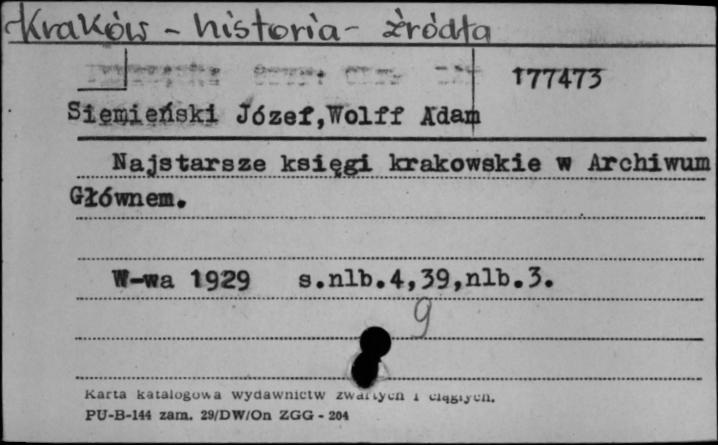 Kraków - historia - źródła
177473
Siemieński Józef,Wolff Adam
Najstarsze księgi krakowskie w Archiwum
Głównem.
W-wa 1929 s.nlb.4,39,nlb.3.
9
Karta katalogowa wydawnictw zwartych i ciągłych.
PU-B-144 zam. 29/DW/On ZGG - 204